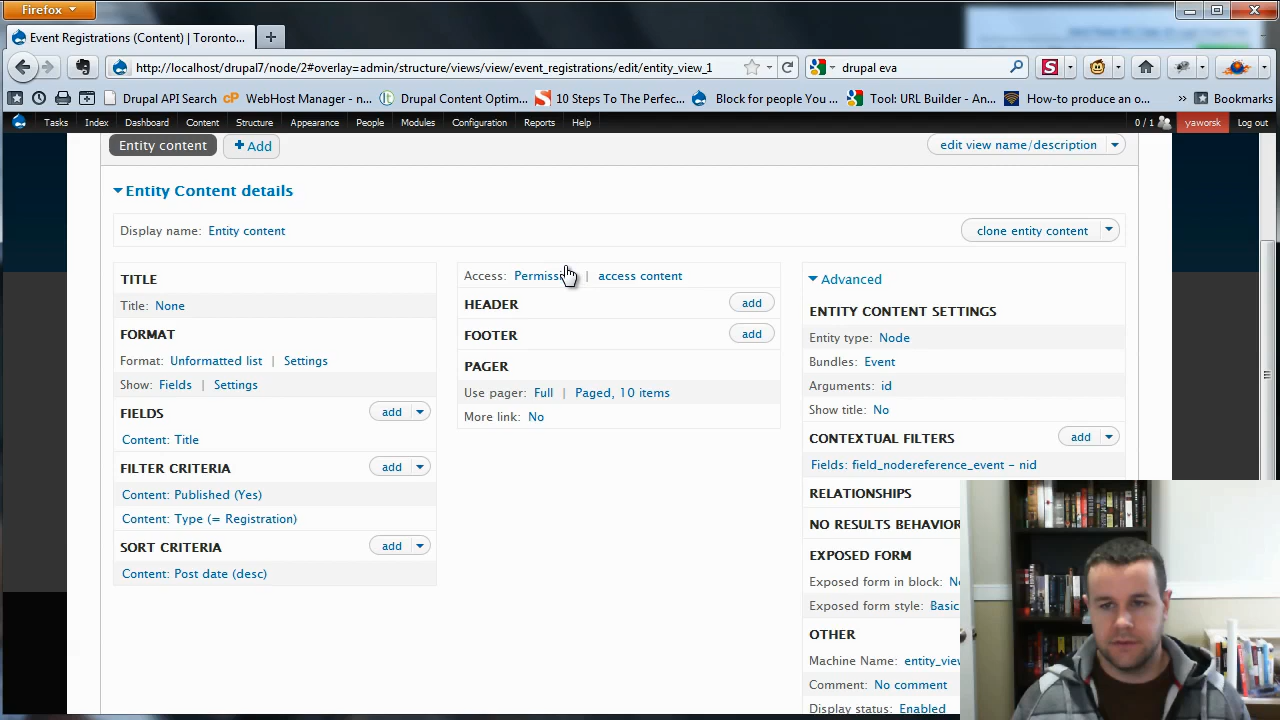 Firefox
Event Registrations (Content) | Toronto...
http://localhost/drupal7/node/2#overlay=admin/structure/views/view/event_registrations/edit/entity_view_1
drupal eva
Drupal API Search
WebHost Manager - n...
Drupal Content Optim...
10 Steps To The Perfec...
Block for people You ...
Tool: URL Builder - An...
How-to produce an o...
Bookmarks
Tasks Index Dashboard Content Structure Appearance People Modules Configuration Reports Help 0 / 1 yaworsk Log out
Entity content
Add
edit view name/description
Entity Content details
Display name: Entity content
clone entity content
TITLE
Title: None
FORMAT
Format: Unformatted list | Settings
Show: Fields | Settings
FIELDS
add
Content: Title
FILTER CRITERIA
add
Content: Published (Yes)
Content: Type (= Registration)
SORT CRITERIA
add
Content: Post date (desc)
Access: | access content
HEADER
add
FOOTER
add
PAGER
Use pager: Full | Paged, 10 items
More link: No
Advanced
ENTITY CONTENT SETTINGS
Entity type: Node
Bundles: Event
Arguments: id
Show title: No
CONTEXTUAL FILTERS
add
Fields: field_nodereference_event - nid
RELATIONSHIPS
NO RESULTS BEHAVIOR
EXPOSED FORM
Exposed form in block:
Exposed form style: Basic
OTHER
Machine Name:
Comment: No comment
Display status: Enabled